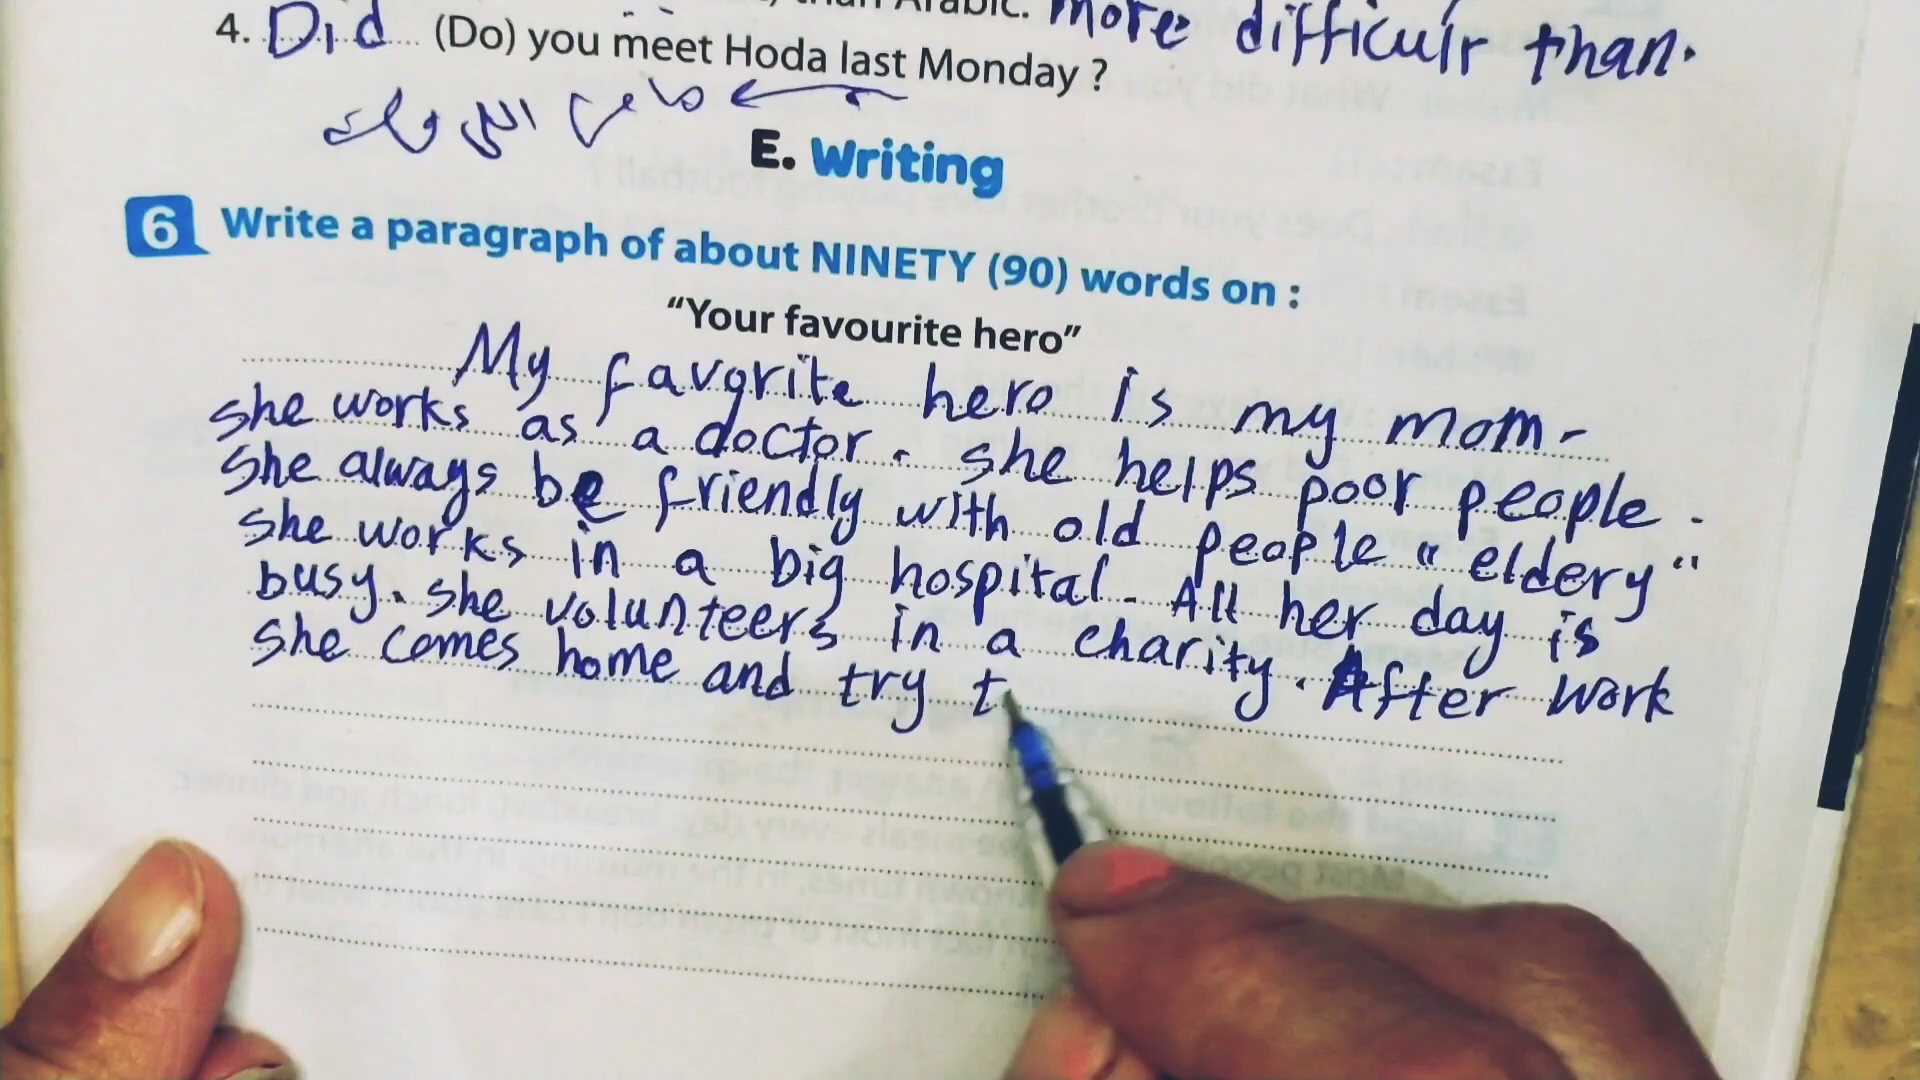 than Arabic. more difficult than.
4. Did (Do) you meet Hoda last Monday ?
E. Writing
6 Write a paragraph of about NINETY (90) words on :
“Your favourite hero”
My favorite hero is my mom-
she works as a doctor. she helps poor people.
she always be friendly with old people "eldery"
she works in a big hospital. All her day is
busy. she volunteers in a charity. After work
she comes home and try t